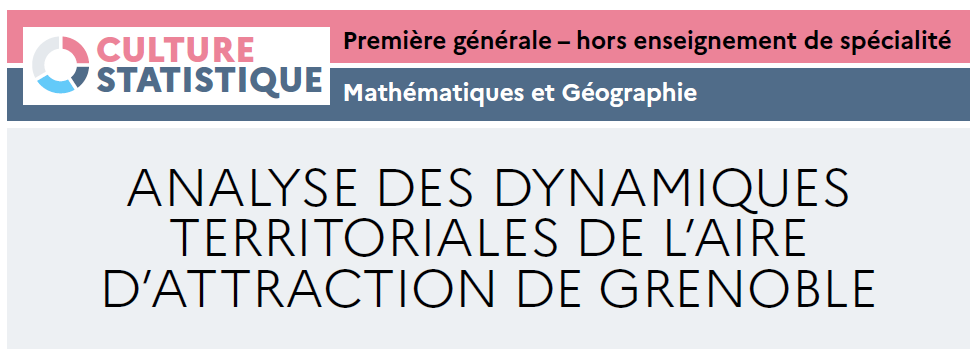 CULTURE
STATISTIQUE
Première générale – hors enseignement de spécialité
Mathématiques et Géographie
ANALYSE DES DYNAMIQUES
TERRITORIALES DE L’AIRE
D’ATTRACTION DE GRENOBLE